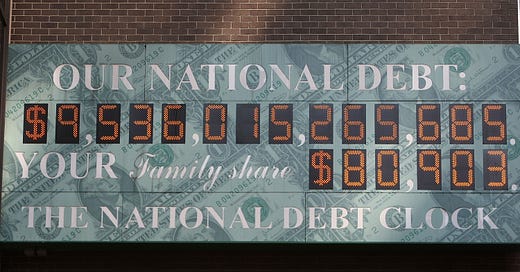 OUR NATIONAL DEBT:
$9,536,015,265,685.
YOUR Family share $80,903.
THE NATIONAL DEBT CLOCK